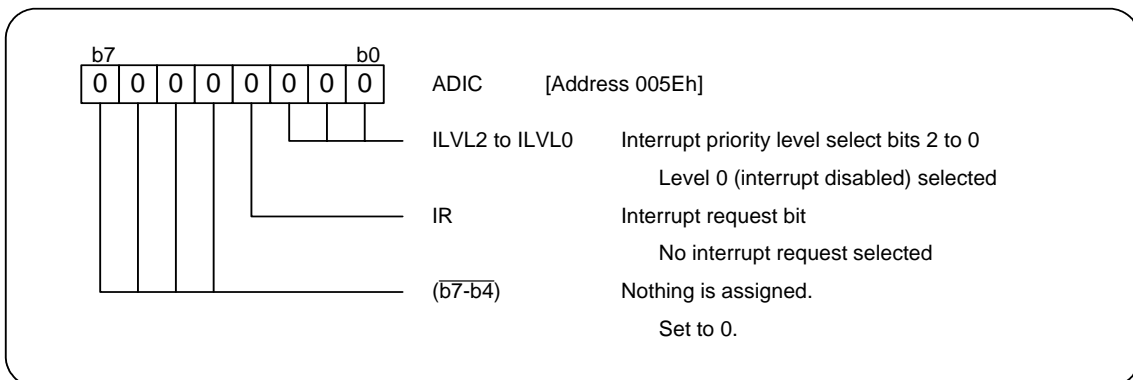 b7 b0
0 0 0 0 0 0 0 0 ADIC [Address 005Eh]
ILVL2 to ILVL0 Interrupt priority level select bits 2 to 0
Level 0 (interrupt disabled) selected
IR Interrupt request bit
No interrupt request selected
(b7-b4) Nothing is assigned.
Set to 0.